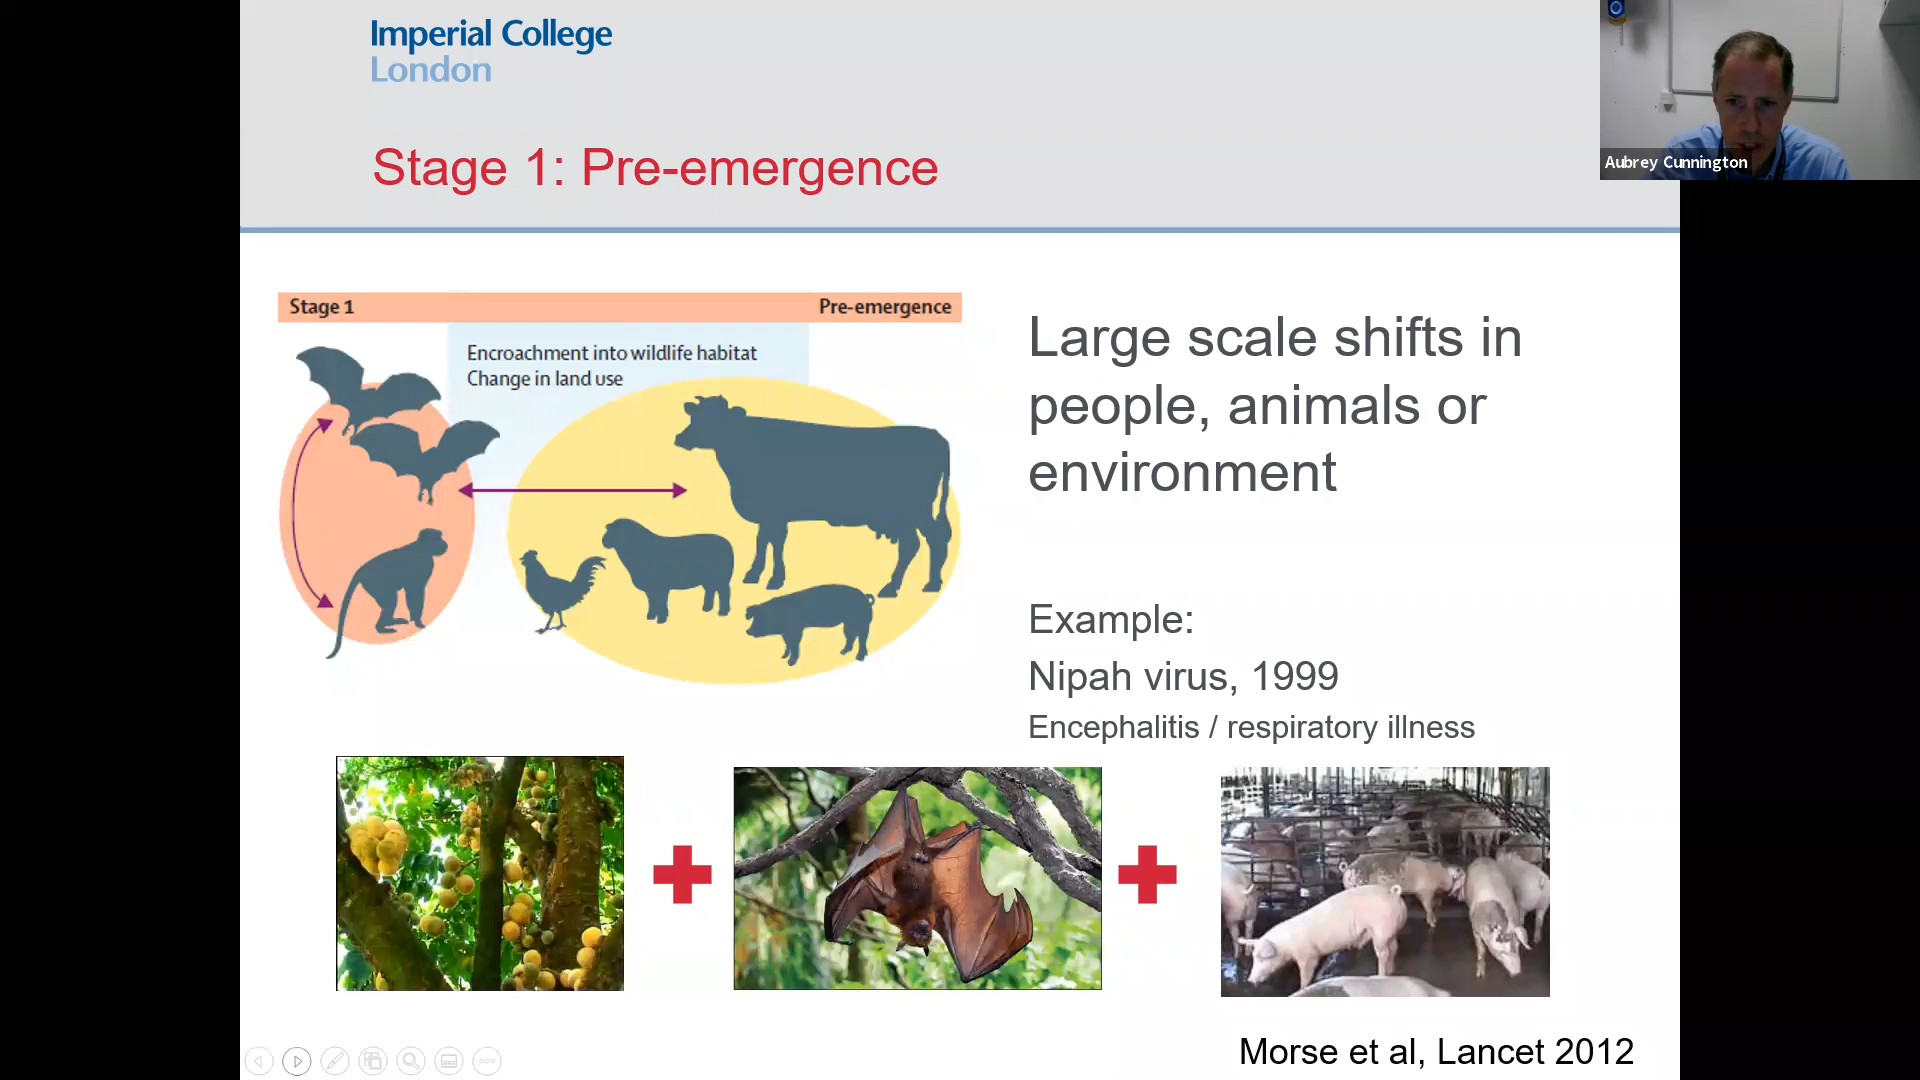 Imperial College
London
Aubrey Cunnington
Stage 1: Pre-emergence
Stage 1
Pre-emergence
Encroachment into wildlife habitat
Change in land use
Large scale shifts in
people, animals or
environment
Example:
Nipah virus, 1999
Encephalitis / respiratory illness
Morse et al, Lancet 2012